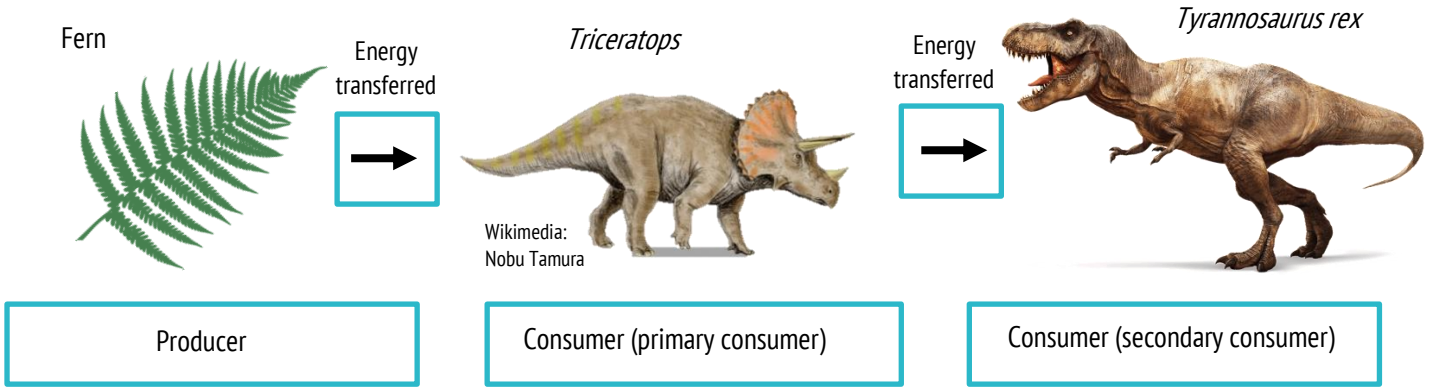 Fern
Energy
transferred
Triceratops
Energy
transferred
Tyrannosaurus rex
Wikimedia:
Nobu Tamura
Producer
Consumer (primary consumer)
Consumer (secondary consumer)